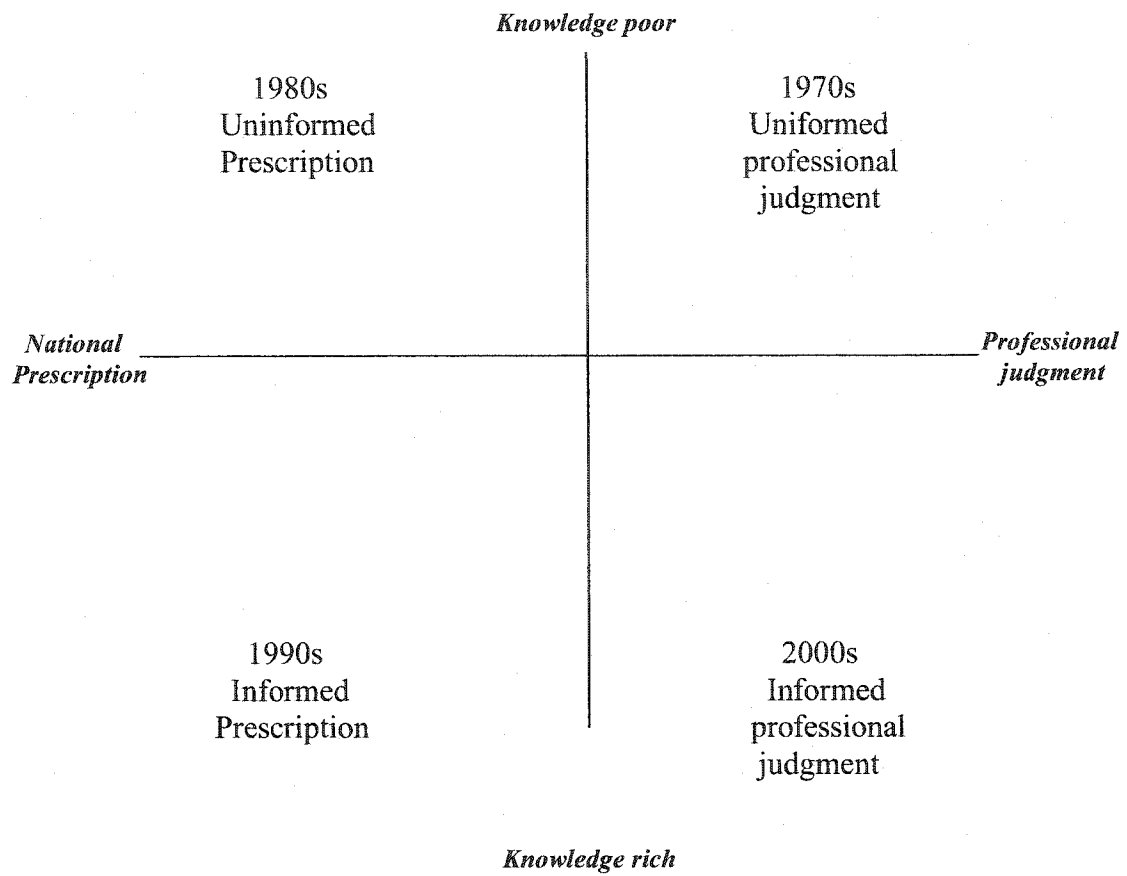 Knowledge poor
1980s
Uninformed
Prescription
1970s
Uniformed
professional
judgment
National
Prescription
Professional
judgment
1990s
Informed
Prescription
2000s
Informed
professional
judgment
Knowledge rich